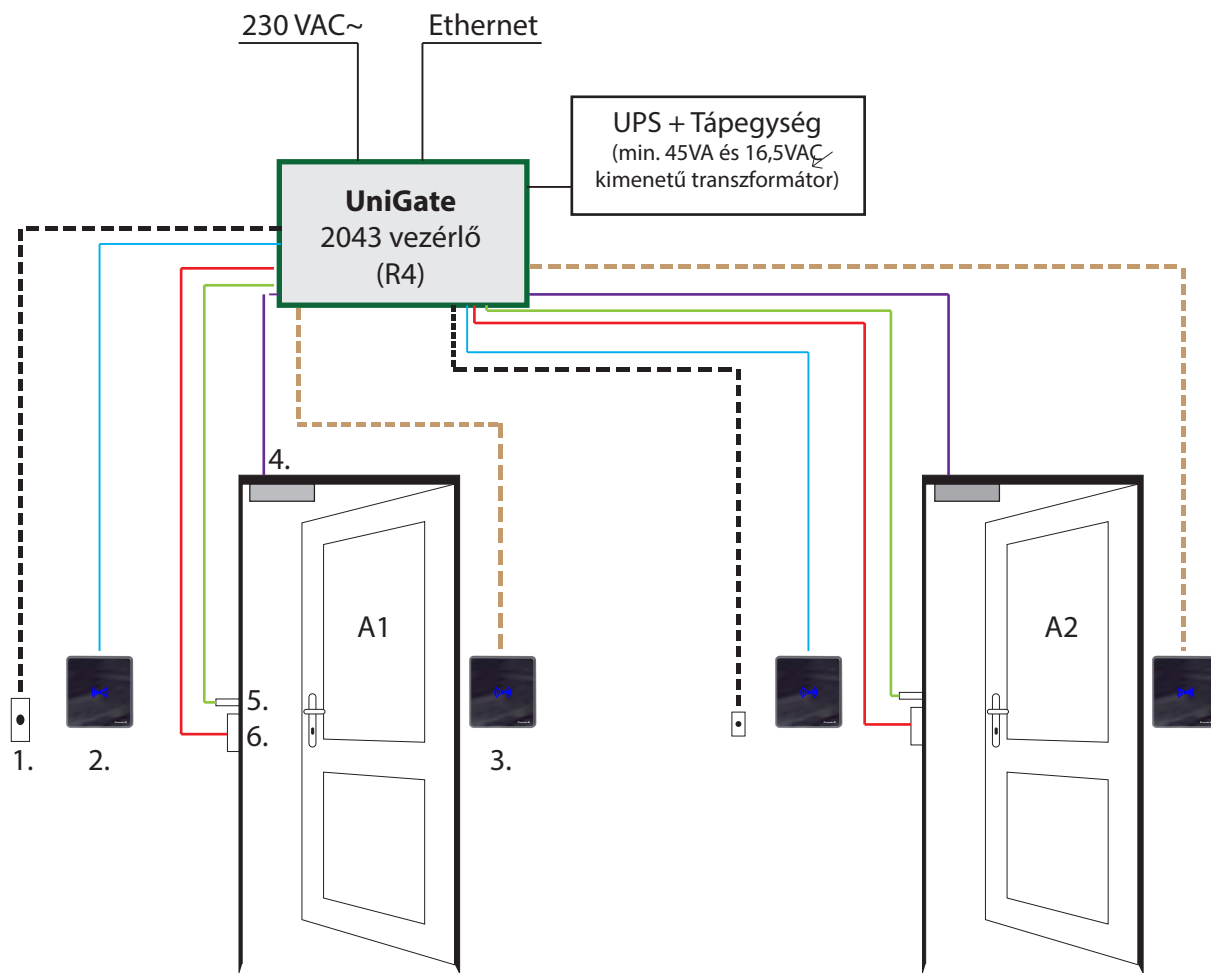 230 VAC~
Ethernet
UPS + Tápegység
(min. 45VA és 16,5VAC
kimenetű transzformátor)
UniGate
2043 vezérlő
(R4)
4.
A1
A2
5.
6.
1.
2.
3.